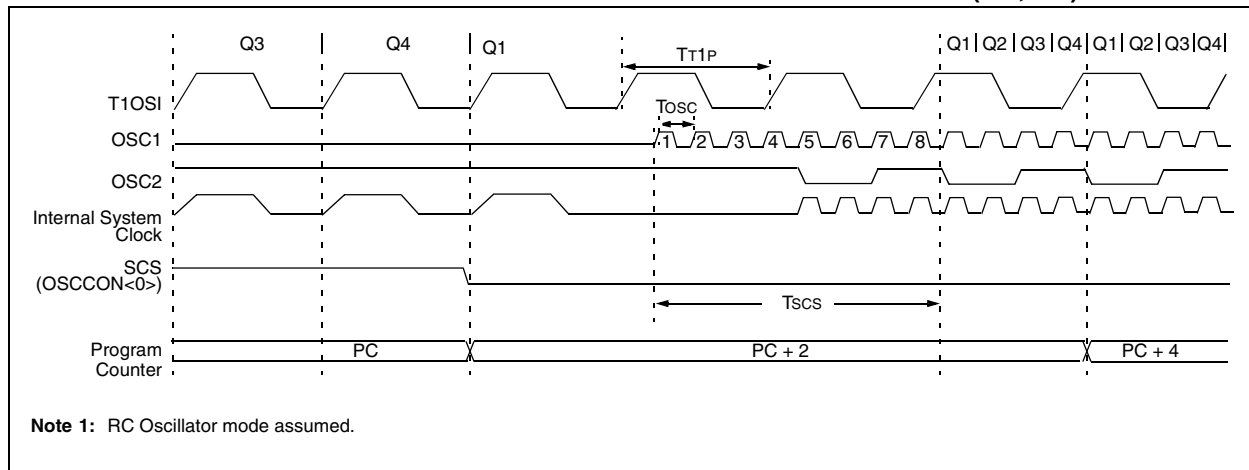 Q3 Q4 Q1 Q1 Q2 Q3 Q4 Q1 Q2 Q3 Q4
TT1P
T1OSI
TOSC
OSC1
1 2 3 4 5 6 7 8
OSC2
Internal System
Clock
SCS
(OSCCON<0>)
TSCS
Program
Counter
PC PC + 2 PC + 4
Note 1: RC Oscillator mode assumed.